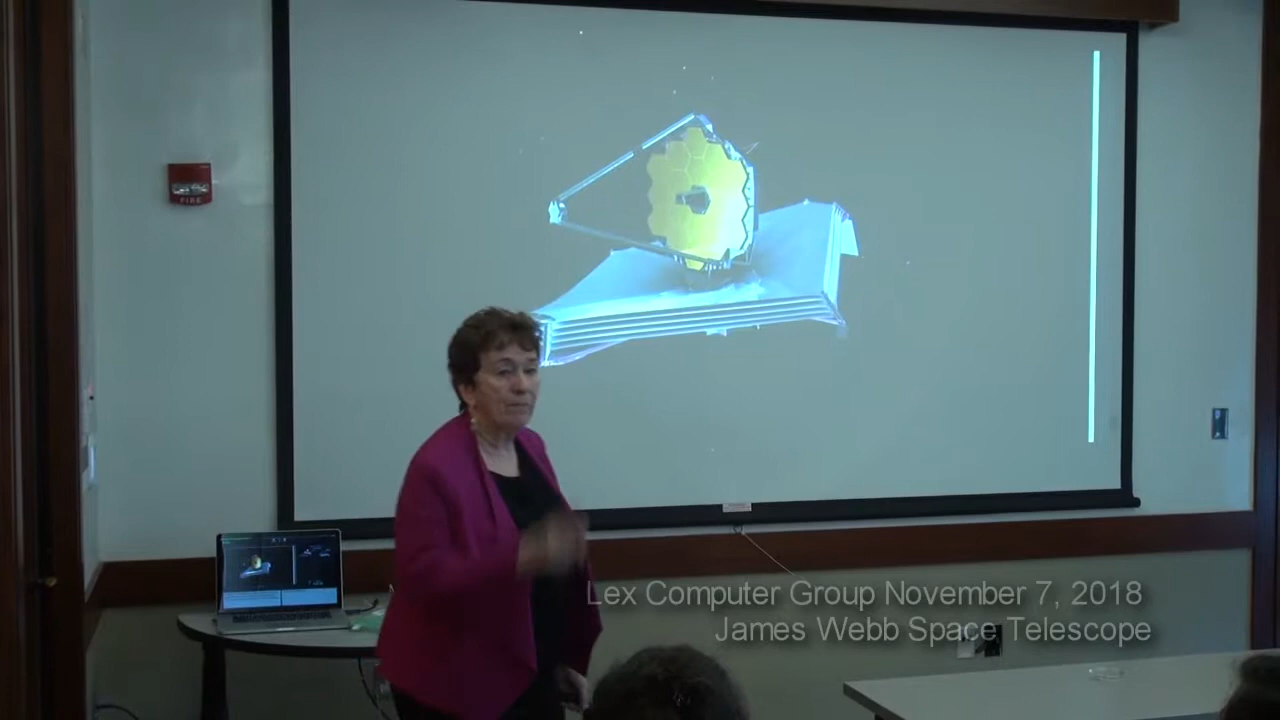 FIRE
Lex Computer Group November 7, 2018
James Webb Space Telescope